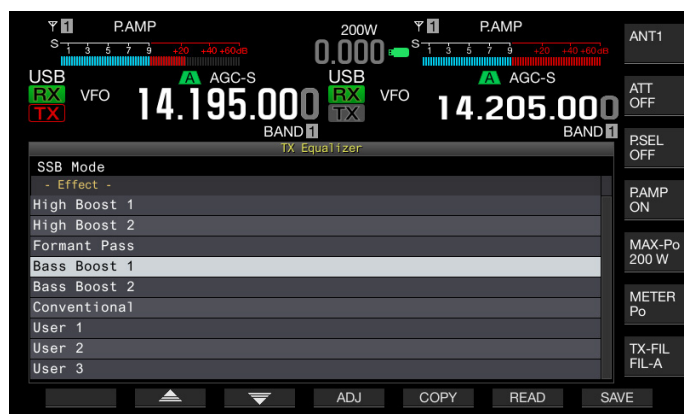 1 P.AMP 200W 1 P.AMP ANT1
S 1 3 5 7 9 +20 +40 +60dB 0.000 S 1 3 5 7 9 +20 +40 +60dB
USB A AGC-S USB A AGC-S ATT
RX VFO 14.195.000 RX VFO 14.205.000 OFF
TX TX
BAND 1 BAND 1
TX Equalizer P.SEL
SSB Mode OFF
- Effect -
High Boost 1 P.AMP
High Boost 2 ON
Formant Pass MAX-Po
Bass Boost 1 200 W
Bass Boost 2
Conventional METER
User 1 Po
User 2 TX-FIL
User 3 FIL-A
ADJ COPY READ SAVE